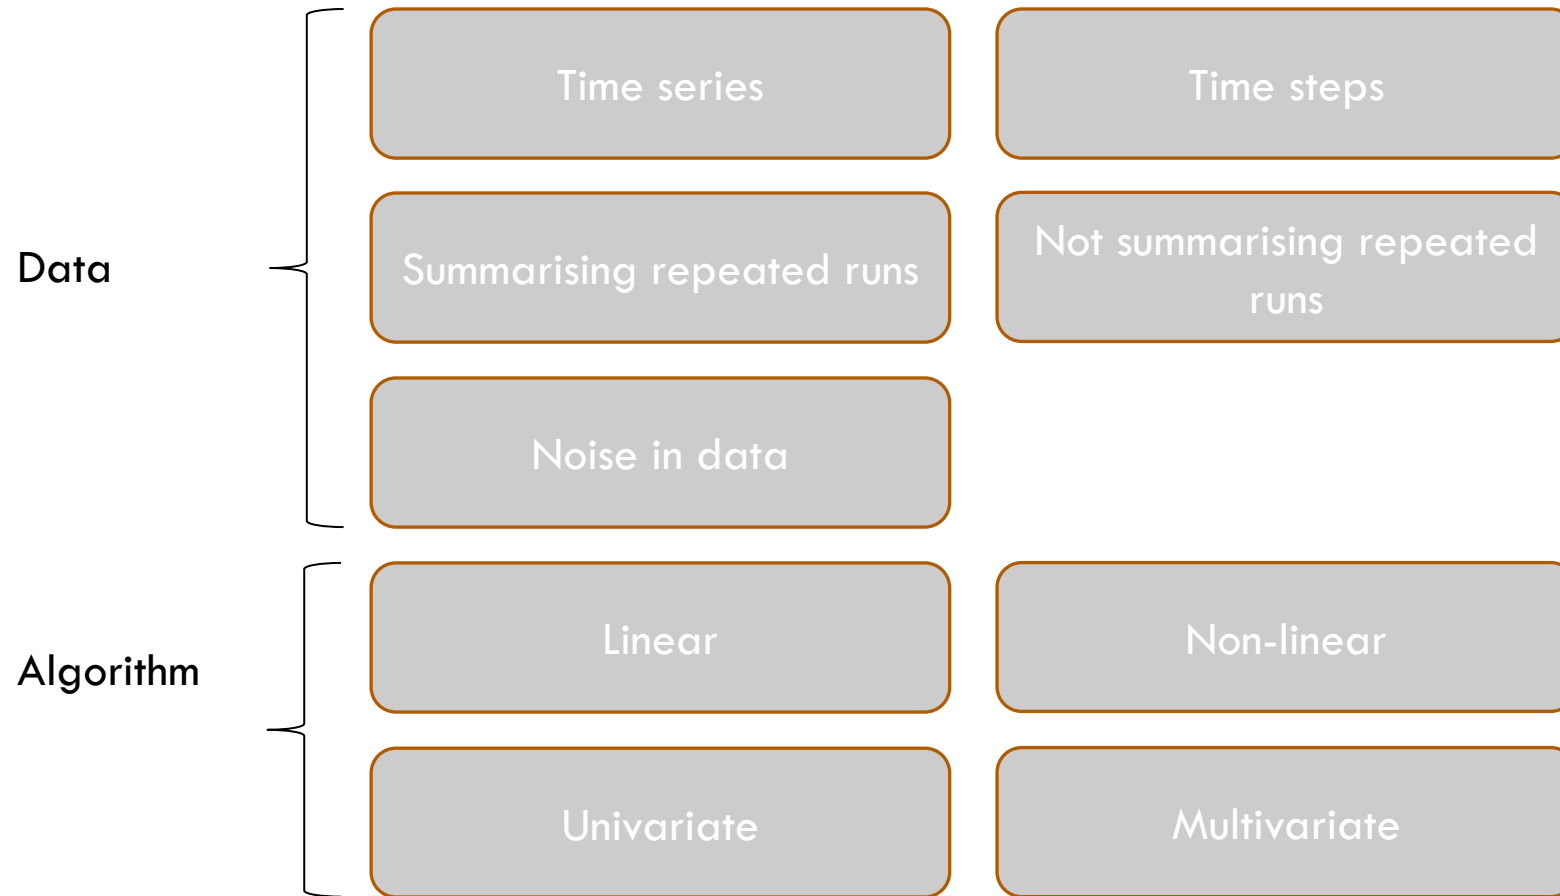 Time series
Time steps
Data
Summarising repeated runs
Not summarising repeated
runs
Noise in data
Algorithm
Linear
Non-linear
Univariate
Multivariate